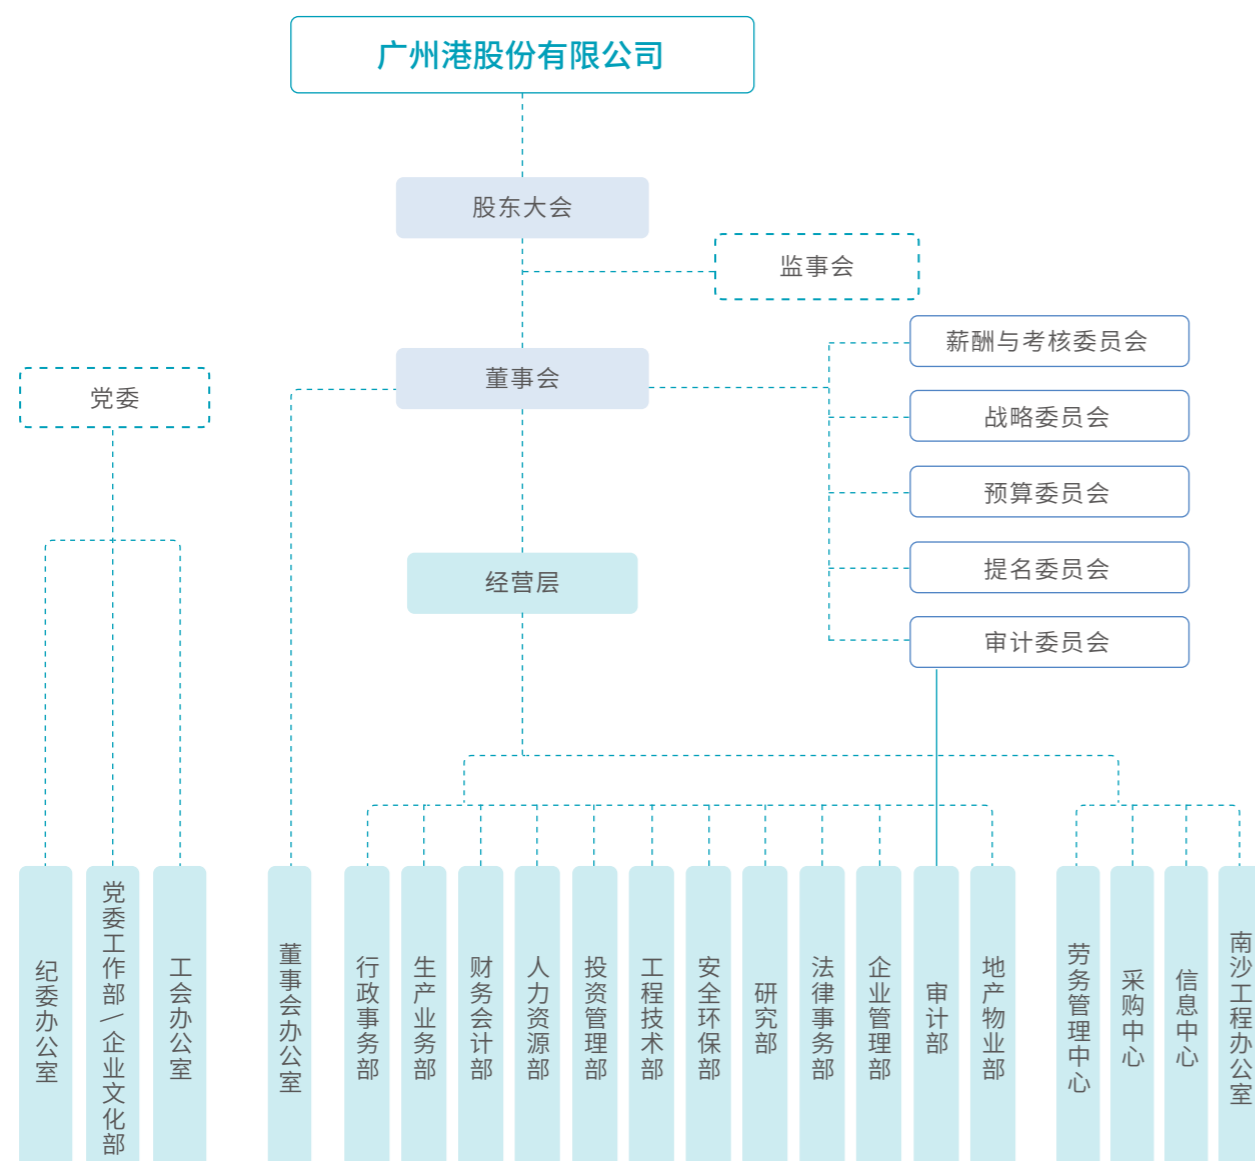 广州港股份有限公司
股东大会
监事会
薪酬与考核委员会
董事会
党委
战略委员会
预算委员会
提名委员会
经营层
审计委员会
纪委办公室
党委工作部/企业文化部
工会办公室
董事会办公室
行政事务部
生产业务部
财务会计部
人力资源部
投资管理部
工程技术部
安全环保部
研究部
法律事务部
企业管理部
审计部
地产物业部
劳务管理中心
采购中心
信息中心
南沙工程办公室